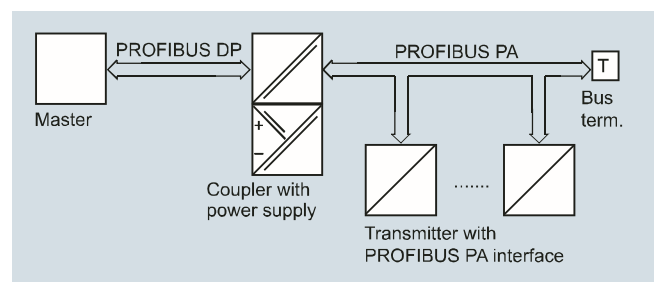 PROFIBUS DP
PROFIBUS PA
T
Master
Bus
term.
+
−
Coupler with
power supply
.......
Transmitter with
PROFIBUS PA interface